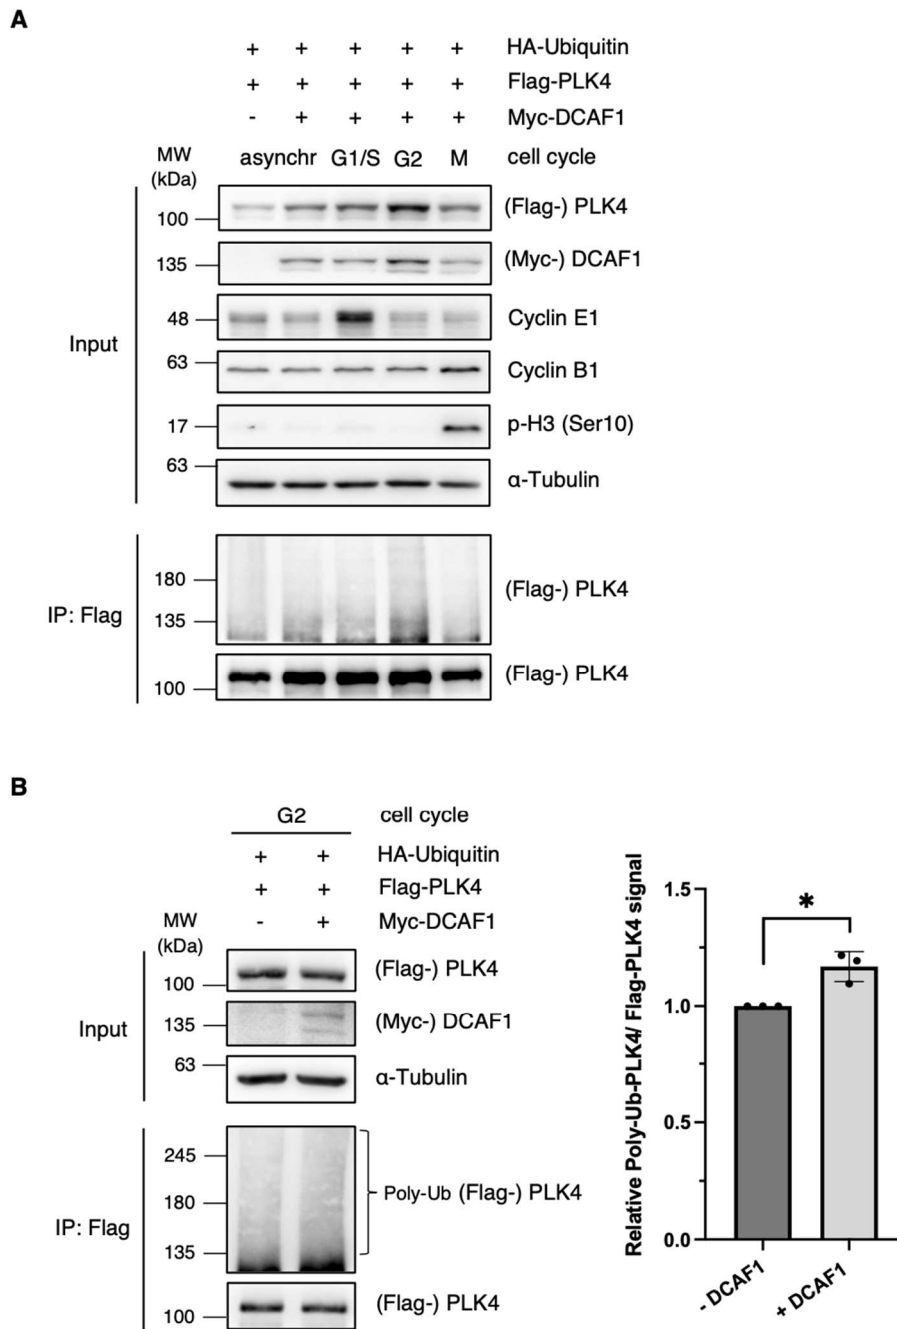 A
+ + + + + HA-Ubiquitin
+ + + + + Flag-PLK4
- + + + + Myc-DCAF1
MW
(kDa)
asynchr G1/S G2 M cell cycle
Input
100 (Flag-) PLK4
135 (Myc-) DCAF1
48 Cyclin E1
63 Cyclin B1
17 p-H3 (Ser10)
63 α-Tubulin
IP: Flag
180 (Flag-) PLK4
135
100 (Flag-) PLK4
B
G2 cell cycle
+ + HA-Ubiquitin
+ + Flag-PLK4
- + Myc-DCAF1
MW
(kDa)
Input
100 (Flag-) PLK4
135 (Myc-) DCAF1
63 α-Tubulin
IP: Flag
245
180 Poly-Ub (Flag-) PLK4
135
100 (Flag-) PLK4
Relative Poly-Ub-PLK4/ Flag-PLK4 signal
1.5
1.0
0.5
0.0
*
- DCAF1
+ DCAF1